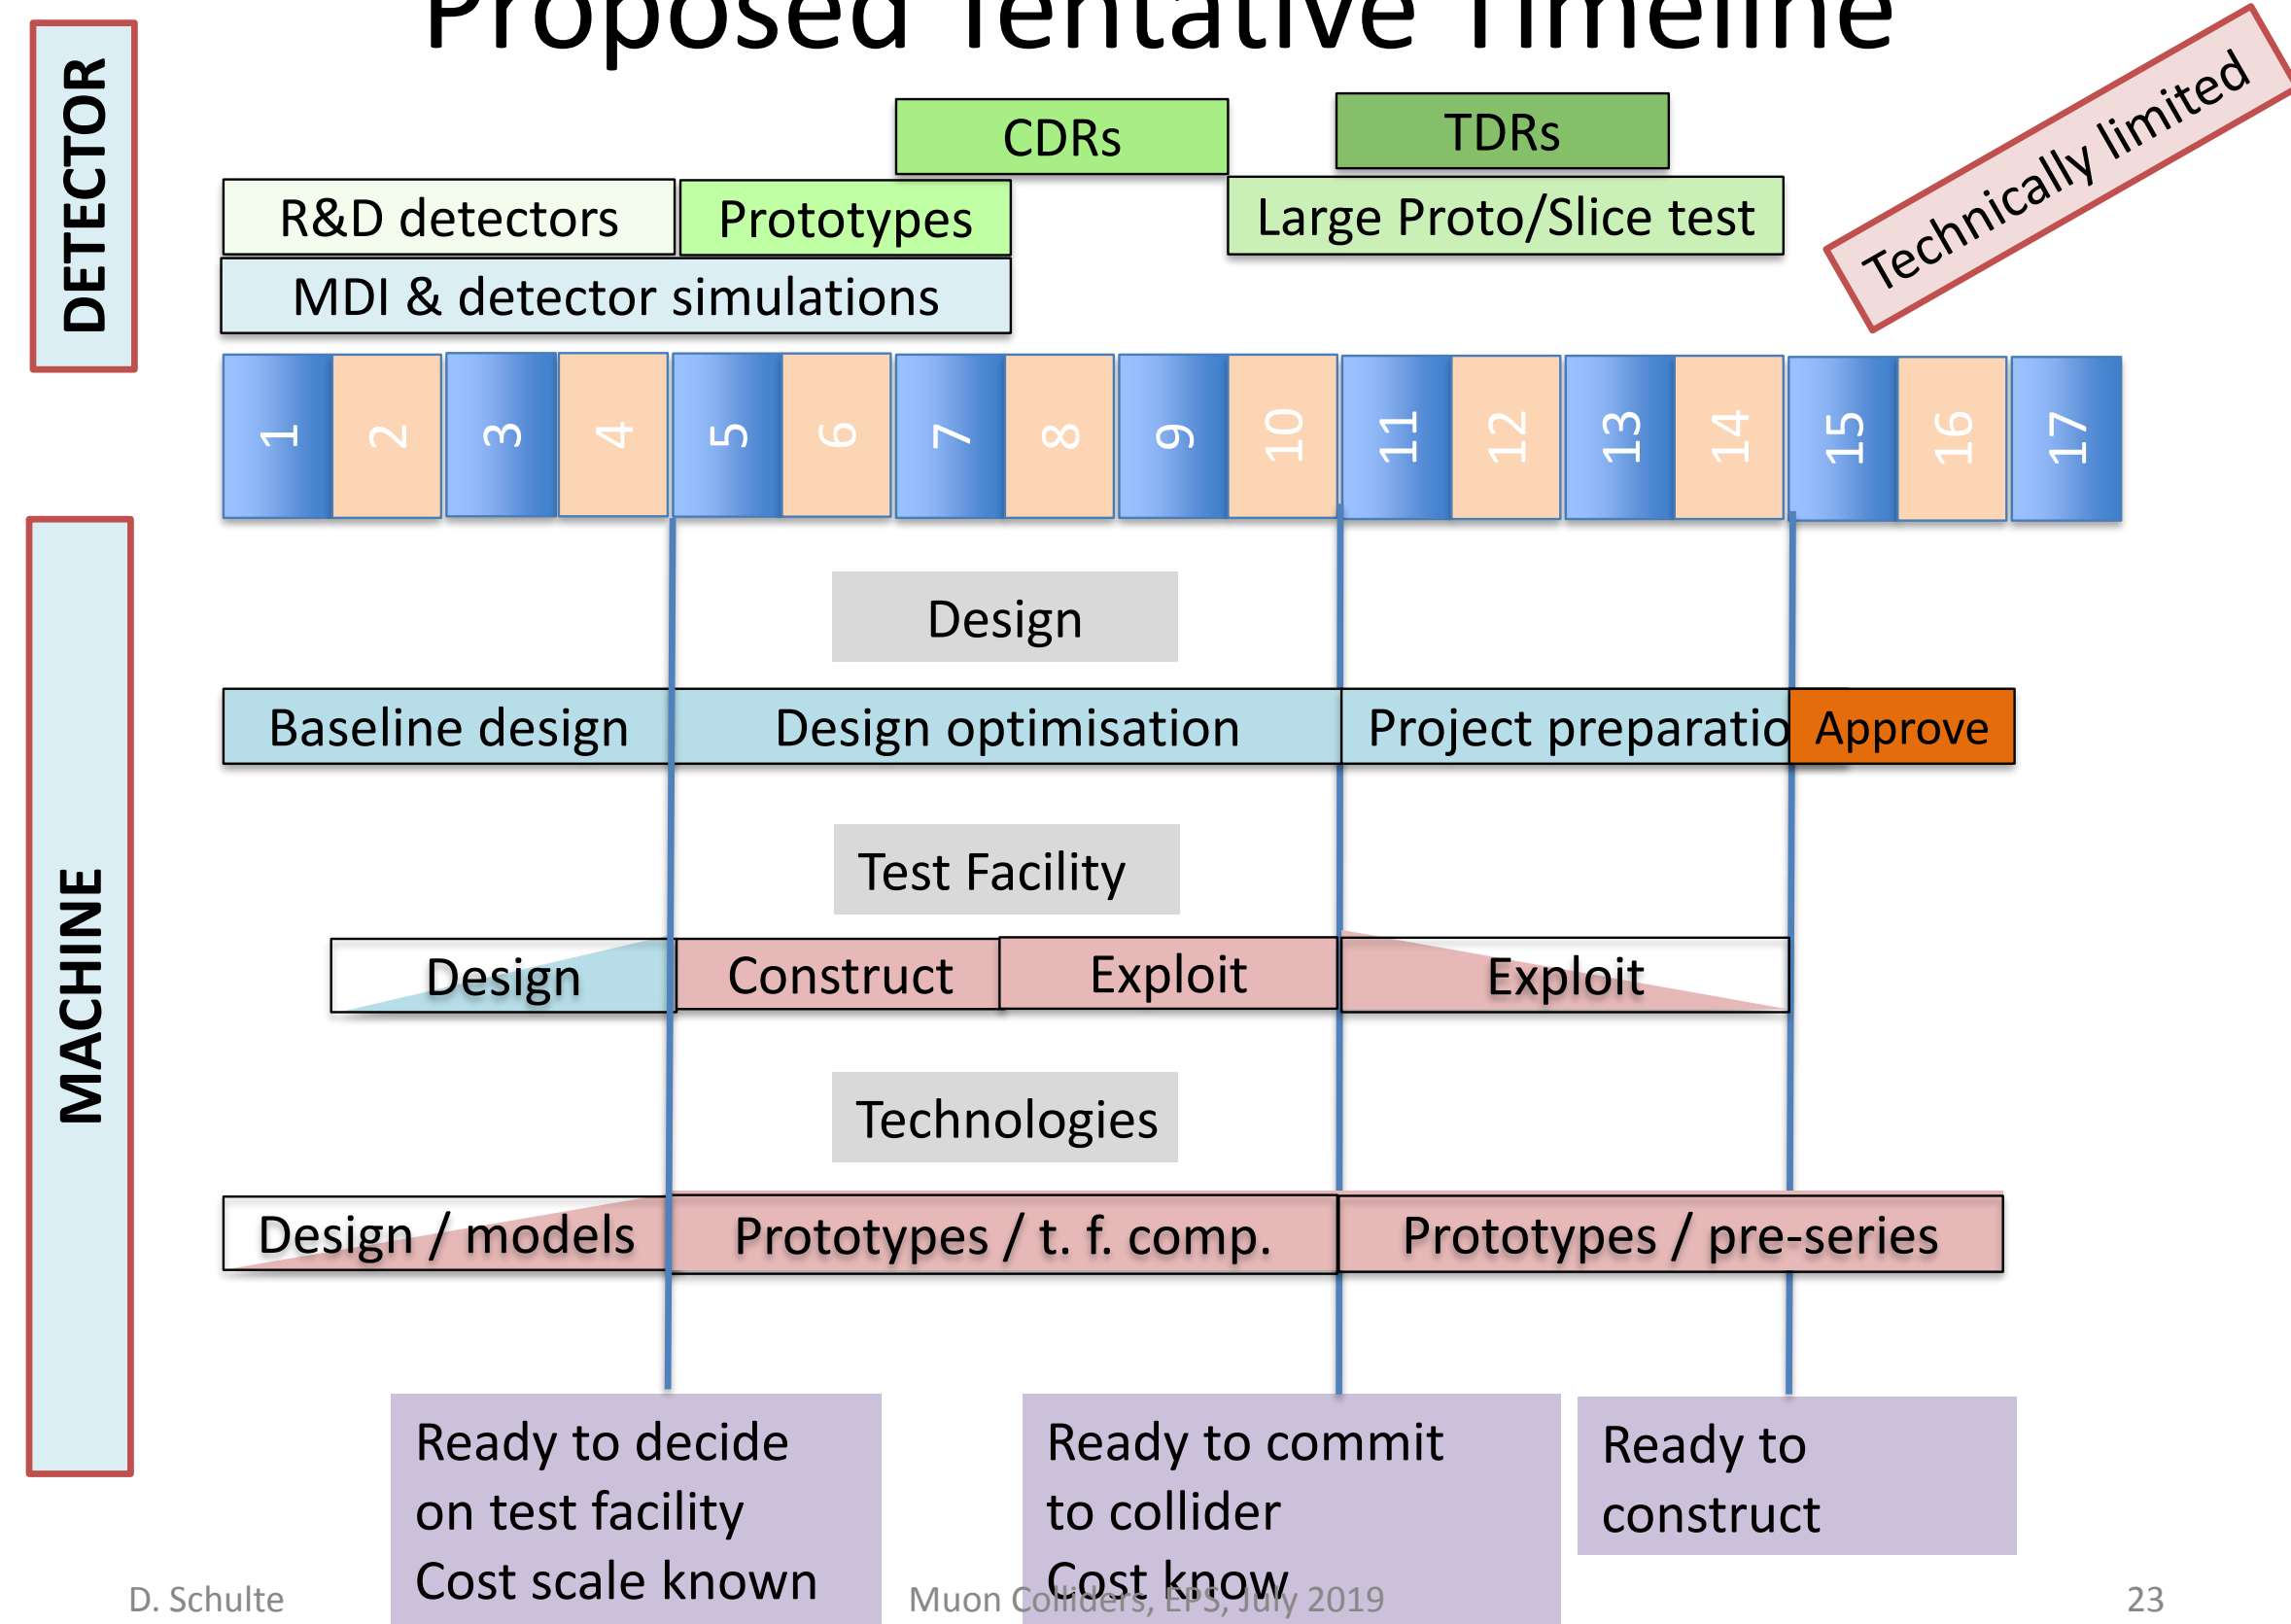 Proposed Tentative Timeline
DETECTOR
Technically limited
CDRs
TDRs
R&D detectors
Prototypes
Large Proto/Slice test
MDI & detector simulations
1 2 3 4 5 6 7 8 9 10 11 12 13 14 15 16 17
MACHINE
Design
Baseline design
Design optimisation
Project preparatio
Approve
Test Facility
Design
Construct
Exploit
Exploit
Technologies
Design / models
Prototypes / t. f. comp.
Prototypes / pre-series
Ready to decide
on test facility
Cost scale known
Ready to commit
to collider
Cost know
Ready to
construct
D. Schulte
Muon Colliders, EPS, July 2019
23